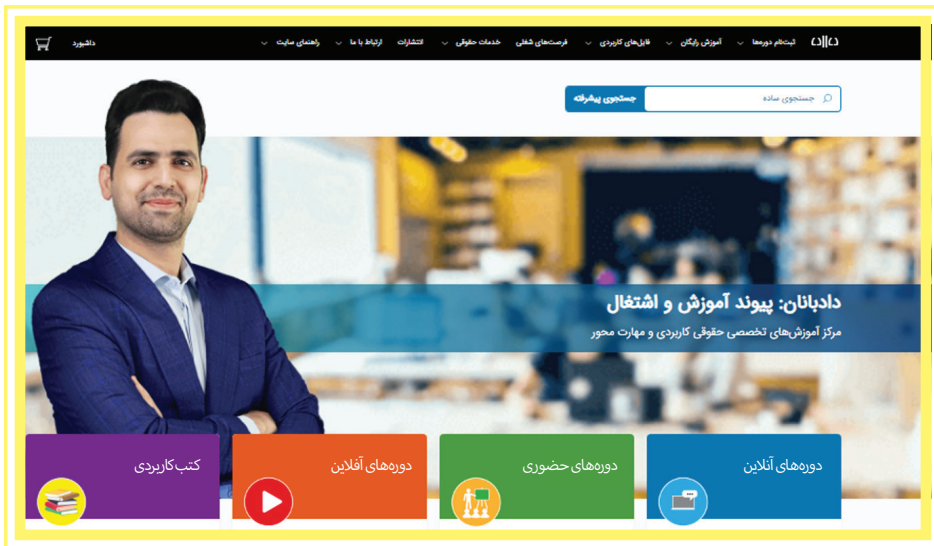 ثبت‌نام دوره‌ها
آموزش رایگان
فایل‌های کاربردی
فرصت‌های شغلی
خدمات حقوقی
انتشارات
ارتباط با ما
راهنمای سایت
داشبورد
جستجوی ساده
جستجوی پیشرفته
دادبانان: پیوند آموزش و اشتغال
مرکز آموزش‌های تخصصی حقوقی کاربردی و مهارت محور
دوره‌های آنلاین
دوره‌های حضوری
دوره‌های آفلاین
کتب کاربردی